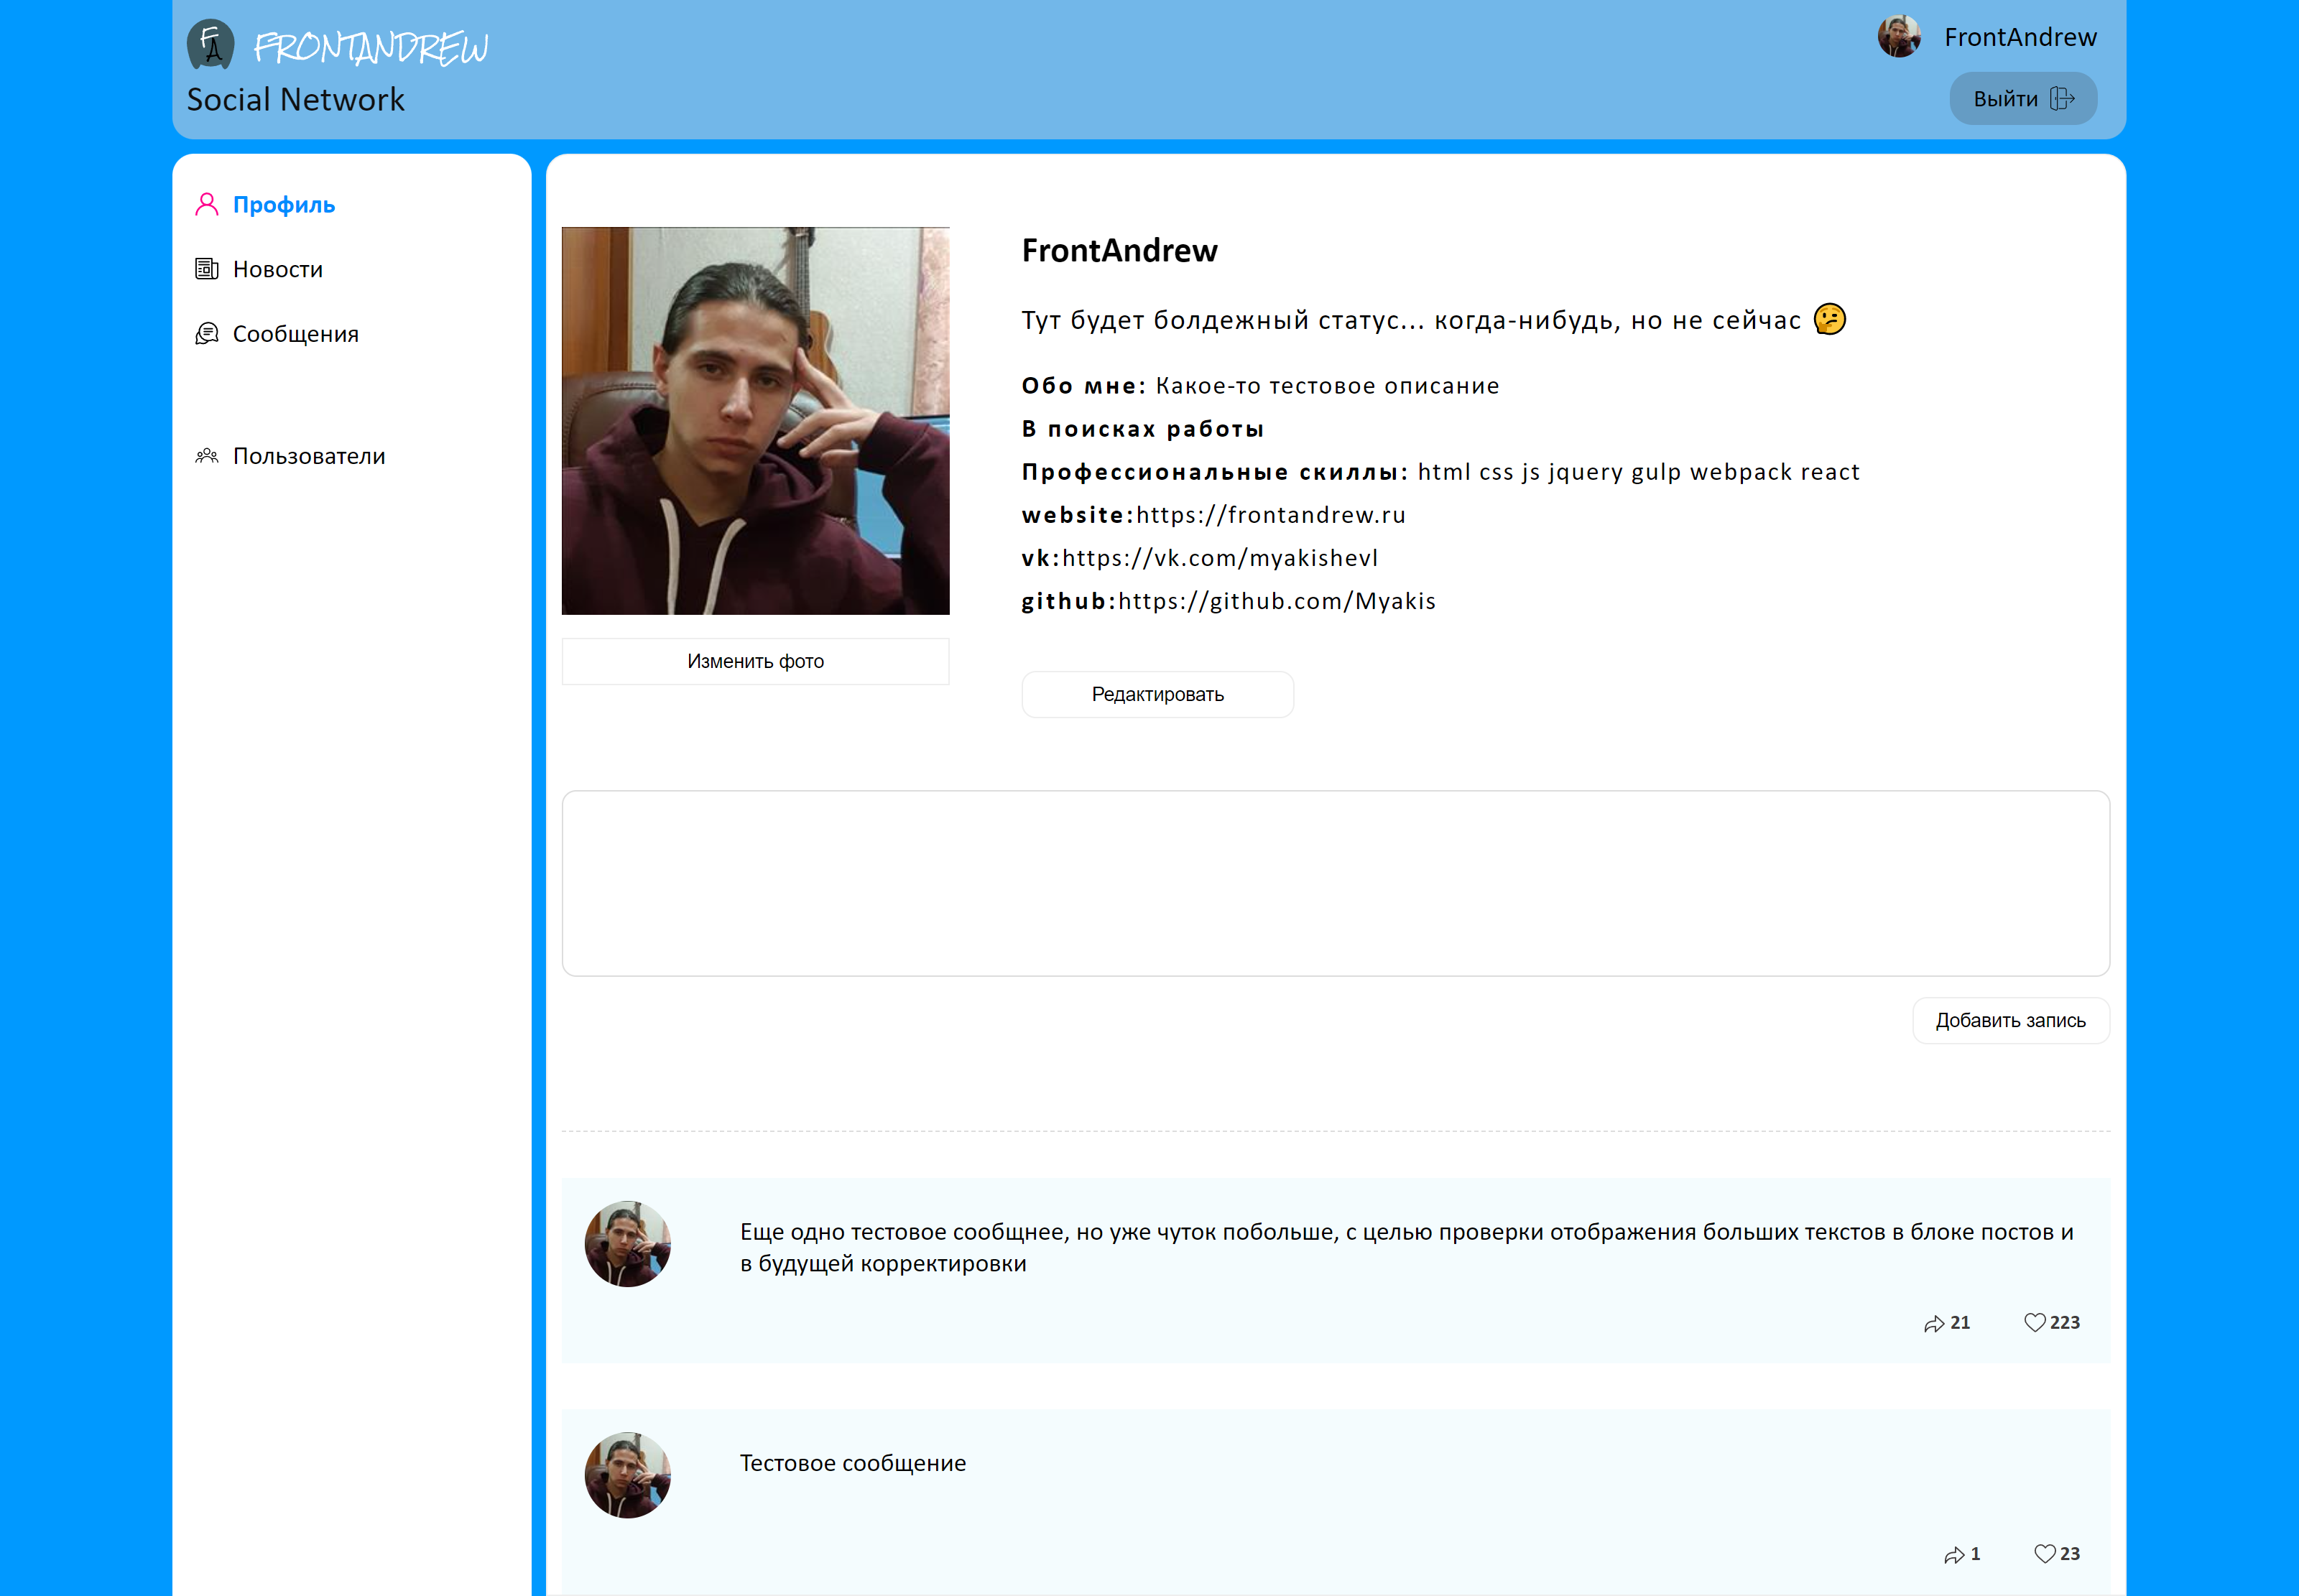 FA
FRONTANDREW
Social Network
FrontAndrew
Выйти
Профиль
Новости
Сообщения
Пользователи
FrontAndrew
Тут будет болдежный статус... когда-нибудь, но не сейчас 🤔
Обо мне: Какое-то тестовое описание
В поисках работы
Профессиональные скиллы: html css js jquery gulp webpack react
website:https://frontandrew.ru
vk:https://vk.com/myakishevl
github:https://github.com/Myakis
Изменить фото
Редактировать
Добавить запись
Еще одно тестовое сообщнее, но уже чуток побольше, с целью проверки отображения больших текстов в блоке постов и
в будущей корректировки
21 223
Тестовое сообщение
1 23